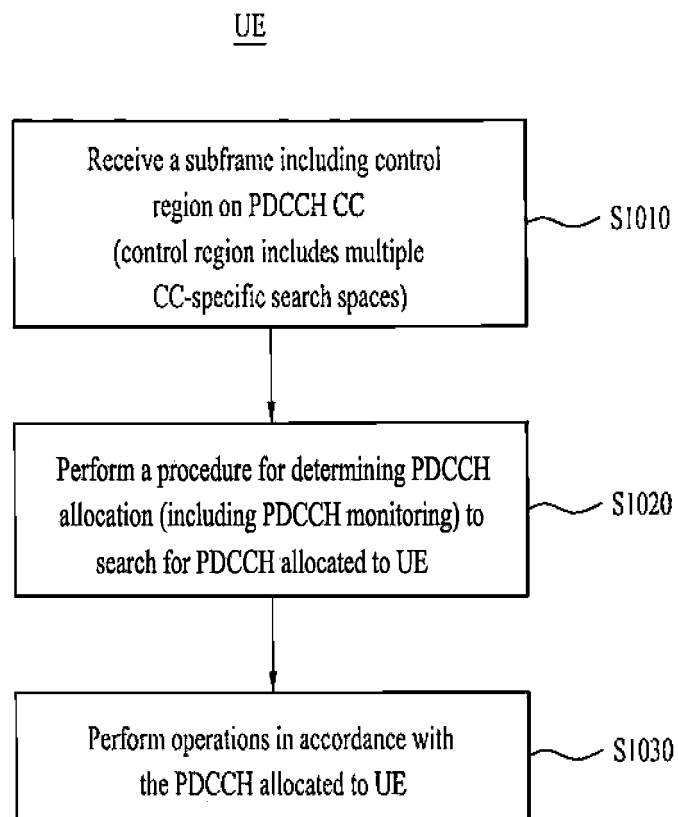 UE
Receive a subframe including control
region on PDCCH CC
(control region includes multiple
CC-specific search spaces)
S1010
Perform a procedure for determining PDCCH
allocation (including PDCCH monitoring) to
search for PDCCH allocated to UE
S1020
Perform operations in accordance with
the PDCCH allocated to UE
S1030